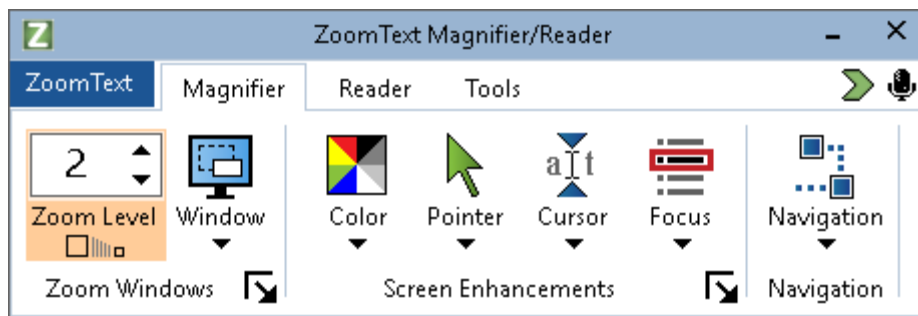 Z ZoomText Magnifier/Reader
ZoomText Magnifier Reader Tools
2 a t
Zoom Level Window Color Pointer Cursor Focus Navigation
Zoom Windows Screen Enhancements Navigation